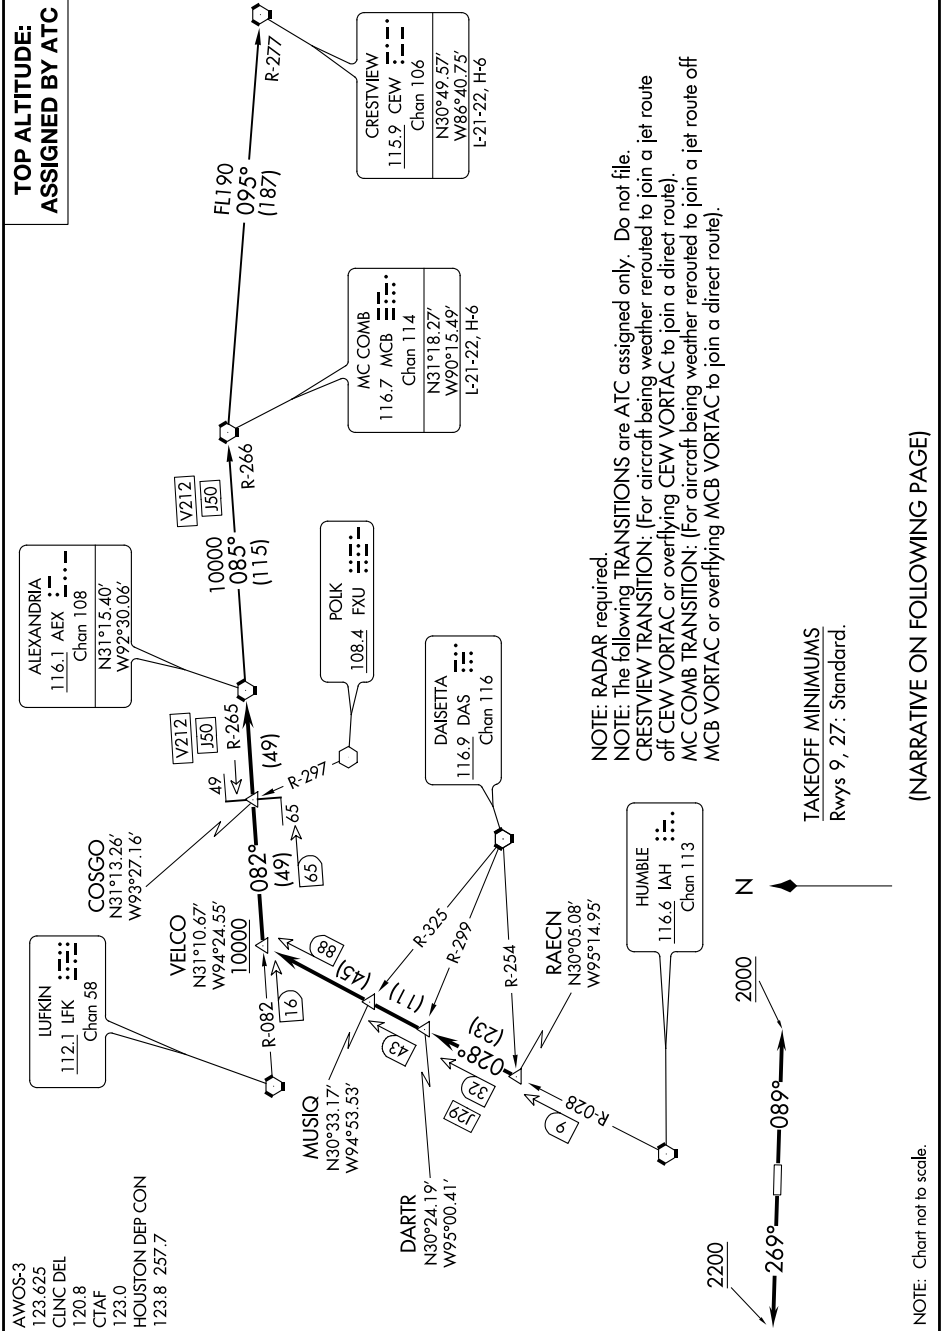 TOP ALTITUDE:
ASSIGNED BY ATC
AWOS-3
123.625
CLNC DEL
120.8
CTAF
123.0
HOUSTON DEP CON
123.8 257.7
LUFKIN
112.1 LFK
Chan 58
ALEXANDRIA
116.1 AEX
Chan 108
N31°15.40′
W92°30.06′
COSGO
N31°13.26′
W93°27.16′
VELCO
N31°10.67′
W94°24.55′
10000
R-082
16
082°
(49)
65
65
49
R-265
(49)
V212
J50
R-297
V212
J50
10000
085°
(115)
R-266
FL190
095°
(187)
R-277
CRESTVIEW
115.9 CEW
Chan 106
N30°49.57′
W86°40.75′
L-21-22, H-6
MC COMB
116.7 MCB
Chan 114
N31°18.27′
W90°15.49′
L-21-22, H-6
POLK
108.4 FXU
DAISETTA
116.9 DAS
Chan 116
R-325
R-299
R-254
MUSIQ
N30°33.17′
W94°53.53′
88
(45)
(11)
43
DARTR
N30°24.19′
W95°00.41′
(23)
028°
32
J29
RAECN
N30°05.08′
W95°14.95′
9
R-028
HUMBLE
116.6 IAH
Chan 113
NOTE: RADAR required.
NOTE: The following TRANSITIONS are ATC assigned only. Do not file.
CRESTVIEW TRANSITION: (For aircraft being weather rerouted to join a jet route
off CEW VORTAC or overflying CEW VORTAC to join a direct route).
MC COMB TRANSITION: (For aircraft being weather rerouted to join a jet route off
MCB VORTAC or overflying MCB VORTAC to join a direct route).
N
2200
269°
089°
2000
TAKEOFF MINIMUMS
Rwys 9, 27: Standard.
(NARRATIVE ON FOLLOWING PAGE)
NOTE: Chart not to scale.